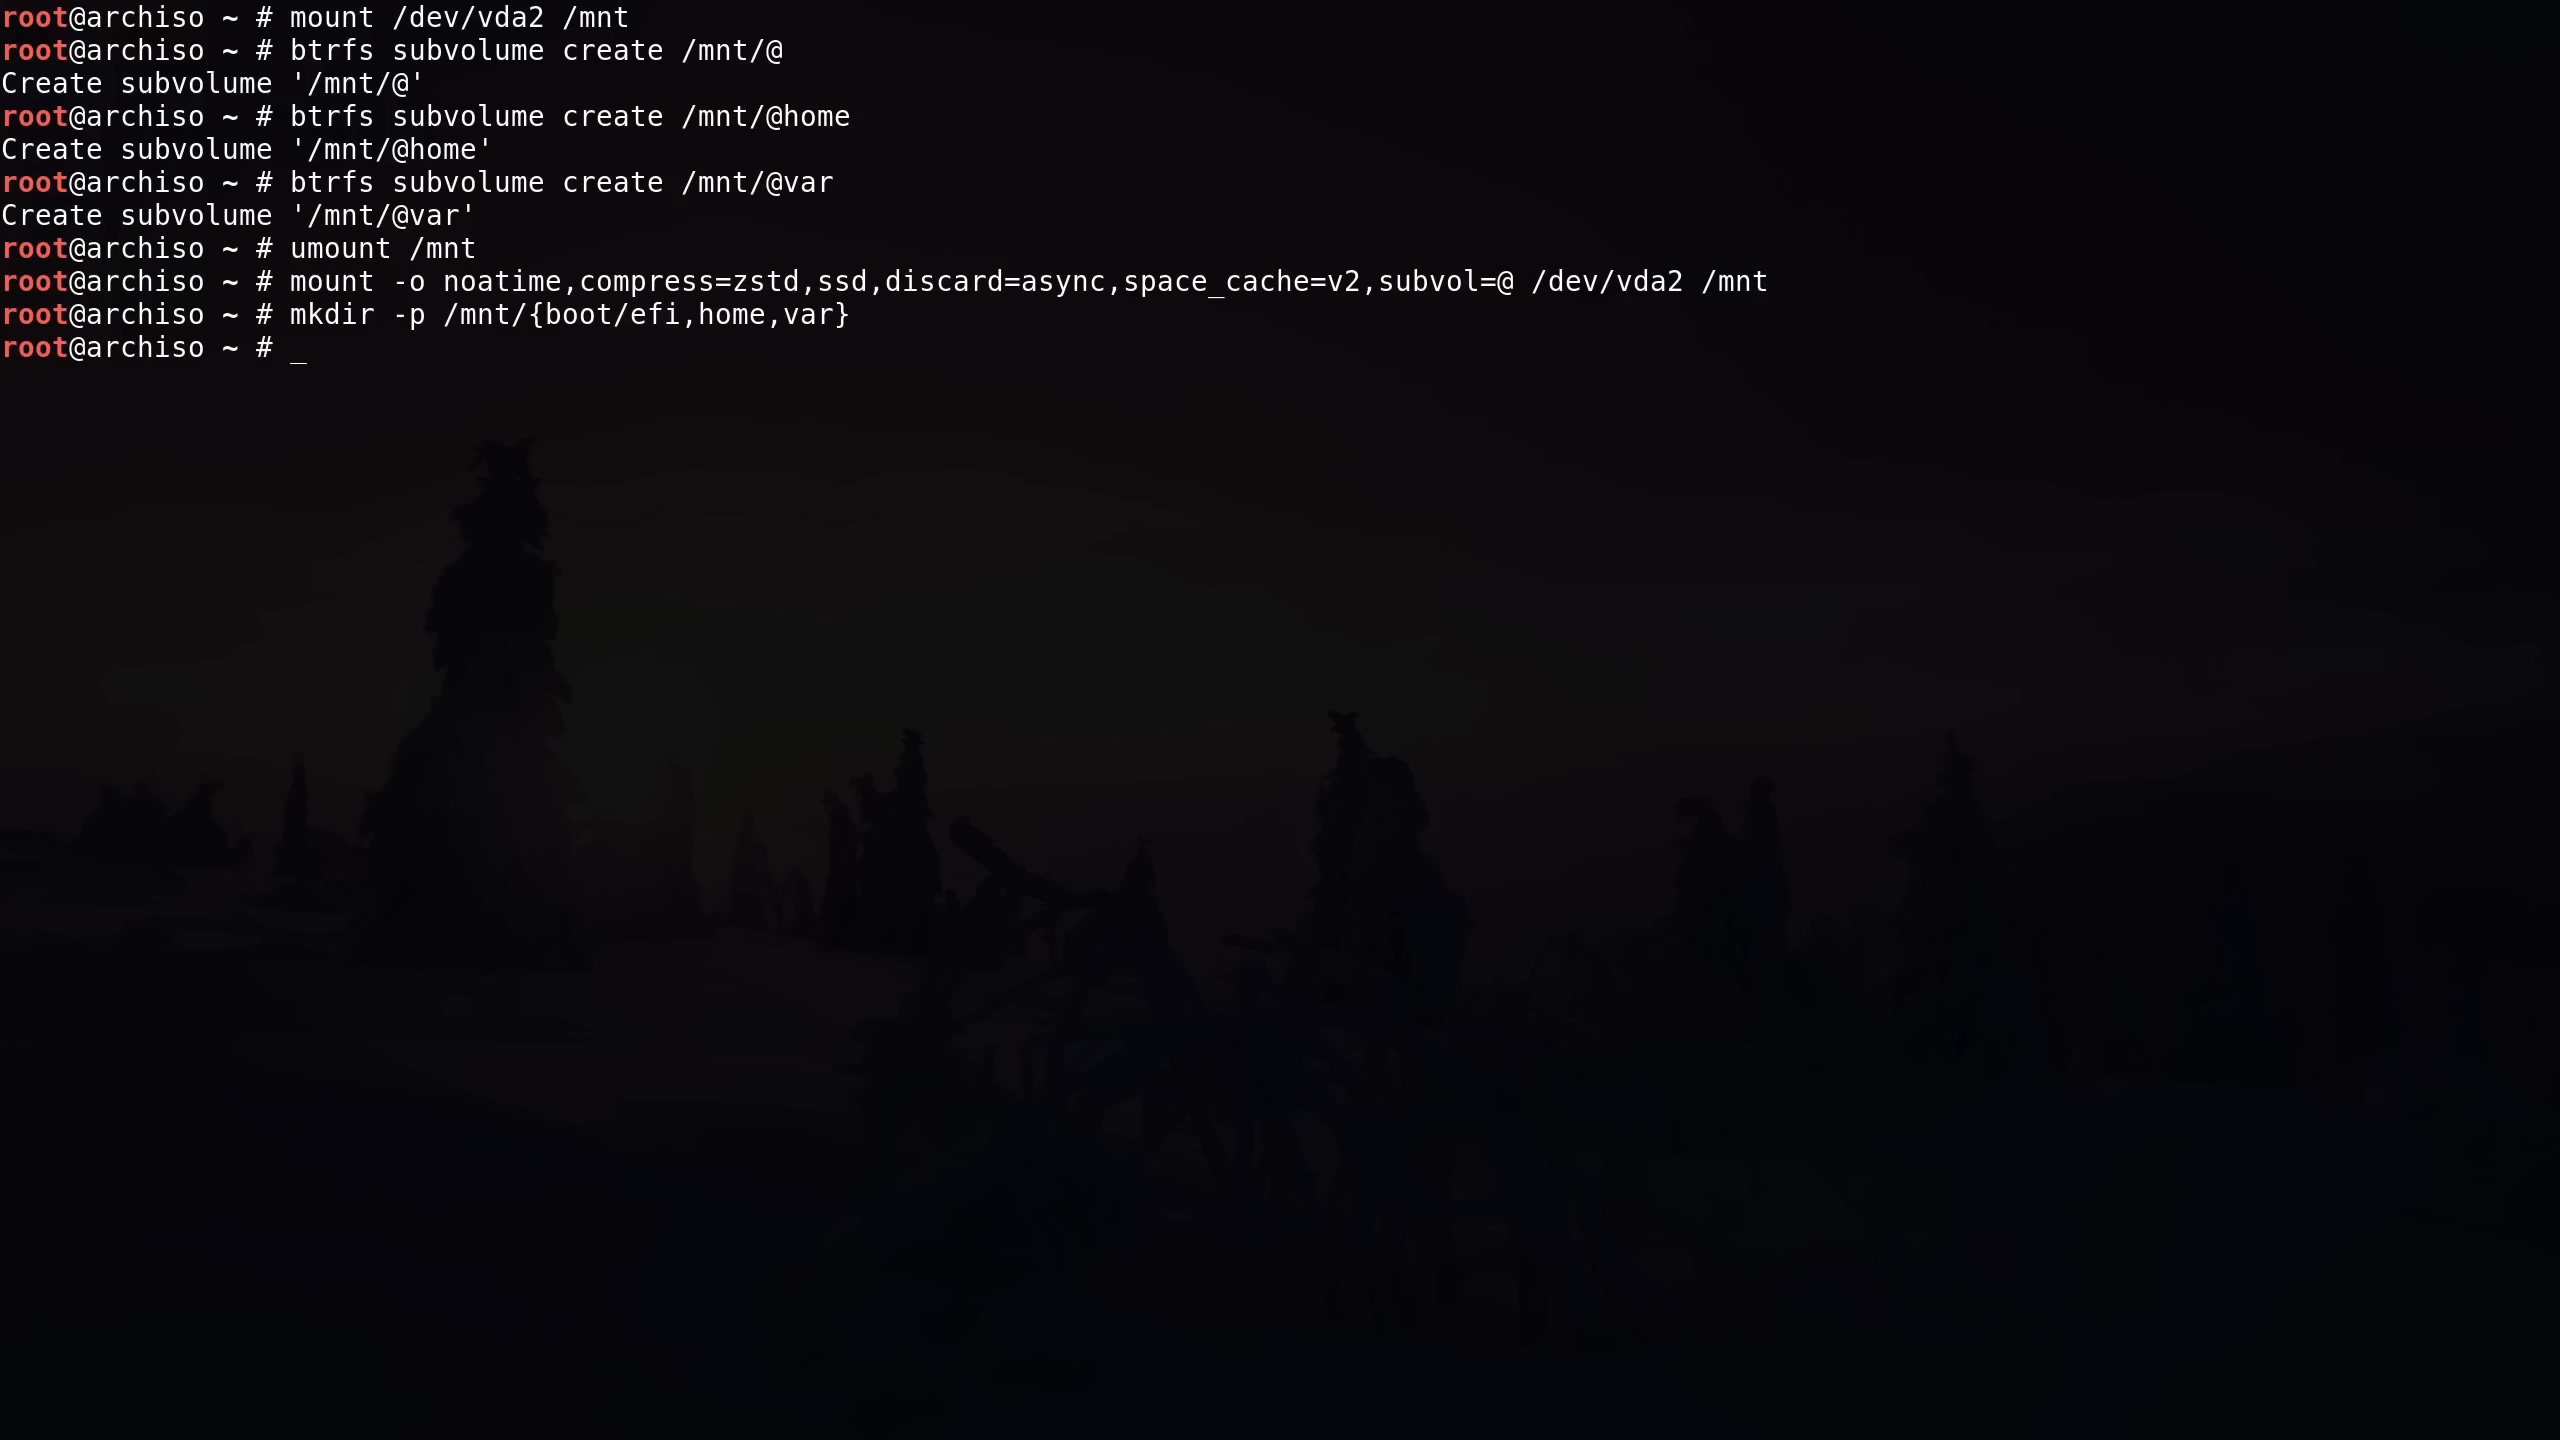 root@archiso ~ # mount /dev/vda2 /mnt
root@archiso ~ # btrfs subvolume create /mnt/@
Create subvolume '/mnt/@'
root@archiso ~ # btrfs subvolume create /mnt/@home
Create subvolume '/mnt/@home'
root@archiso ~ # btrfs subvolume create /mnt/@var
Create subvolume '/mnt/@var'
root@archiso ~ # umount /mnt
root@archiso ~ # mount -o noatime,compress=zstd,ssd,discard=async,space_cache=v2,subvol=@ /dev/vda2 /mnt
root@archiso ~ # mkdir -p /mnt/{boot/efi,home,var}
root@archiso ~ # _